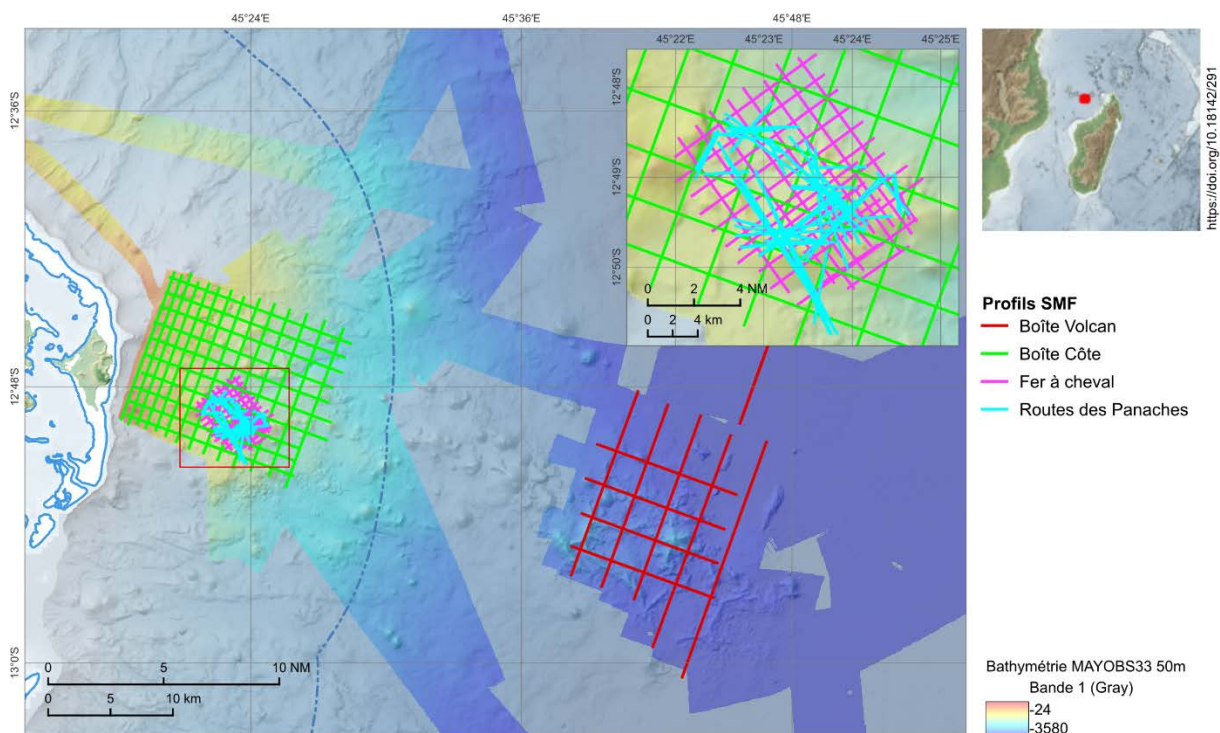 45°24'E
45°36'E
45°48'E
12°36'S
12°48'S
13°0'S
45°22'E
45°23'E
45°24'E
45°25'E
12°48'S
12°49'S
12°50'S
0 2 4 NM
0 2 4 km
0 5 10 NM
0 5 10 km
https://doi.org/10.18142/291
Profils SMF
Boîte Volcan
Boîte Côte
Fer à cheval
Routes des Panaches
Bathymétrie MAYOBS33 50m
Bande 1 (Gray)
-24
-3580